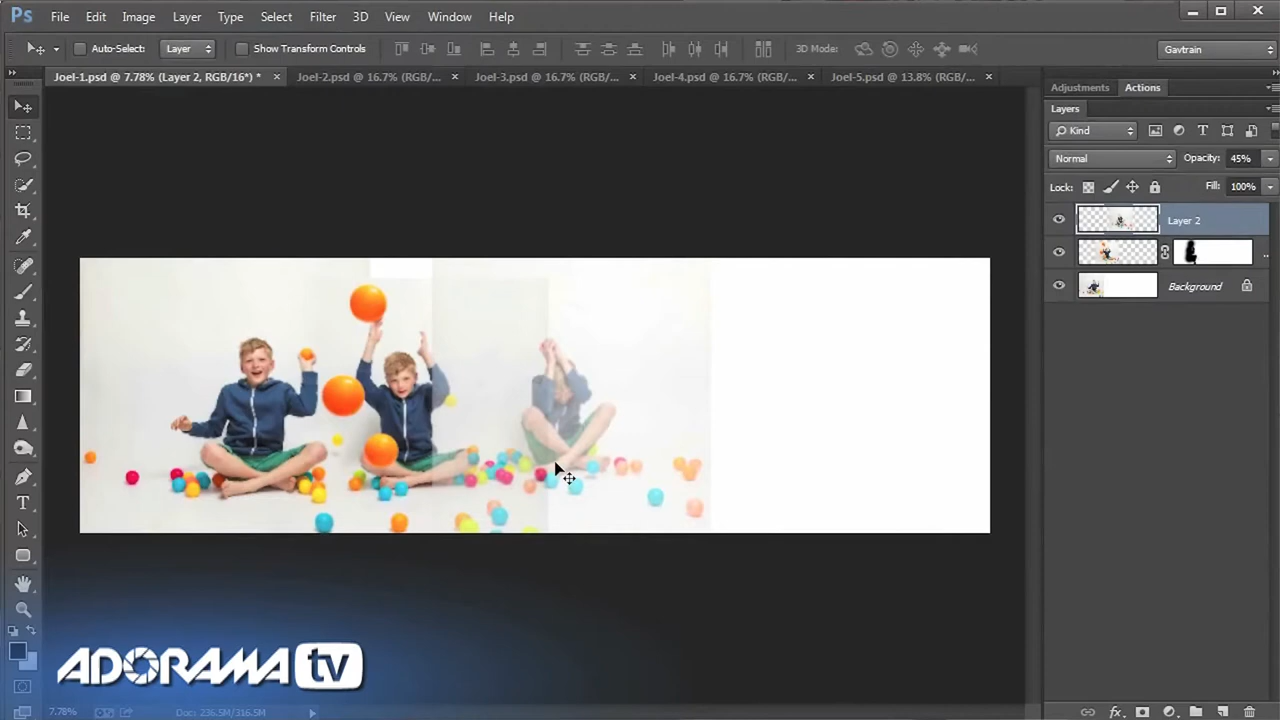 Ps File Edit Image Layer Type Select Filter 3D View Window Help
Auto-Select: Layer Show Transform Controls 3D Mode: Gavtrain
Joel-1.psd @ 7.78% (Layer 2, RGB/16*) * × Joel-2.psd @ 16.7% (RGB/... × Joel-3.psd @ 16.7% (RGB/... × Joel-4.psd @ 16.7% (RGB/... × Joel-5.psd @ 13.8% (RGB/... ×
Adjustments Actions
Layers
Kind
Normal Opacity: 45%
Lock: Fill: 100%
Layer 2
Background
ADORAMA tv
7.78% Doc: 236.5M/316.5M
fx